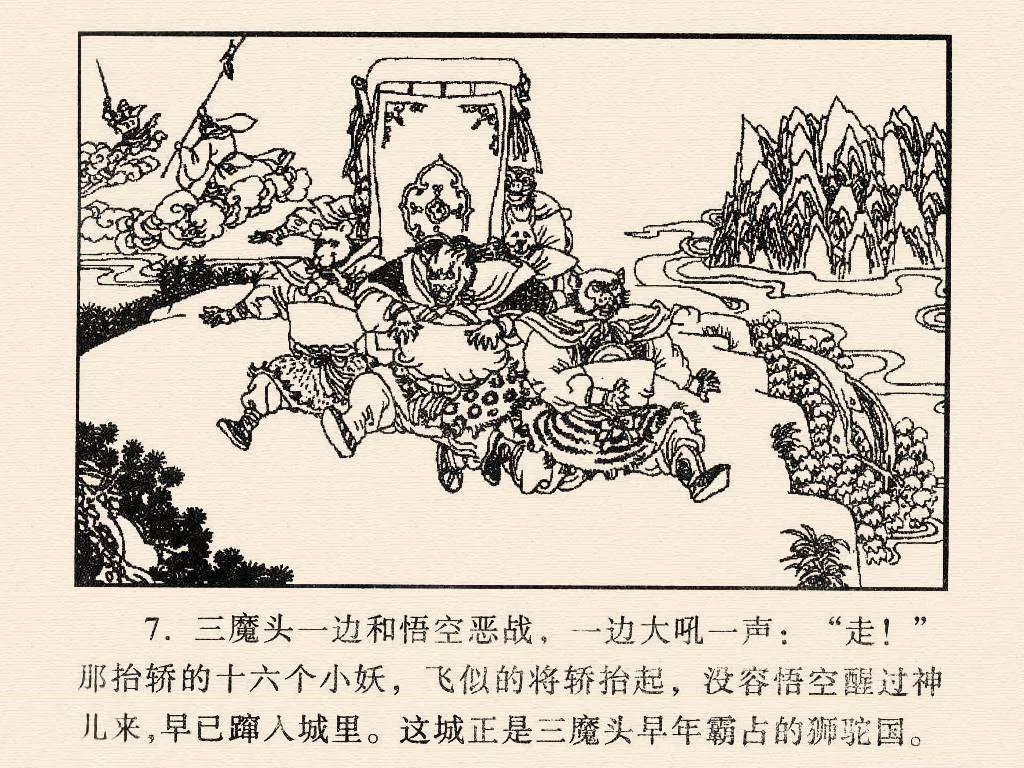 7. 三魔头一边和悟空恶战，一边大吼一声：“走！”
那抬轿的十六个小妖，飞似的将轿抬起，没容悟空醒过神
儿来，早已蹿入城里。这城正是三魔头早年霸占的狮驼国。